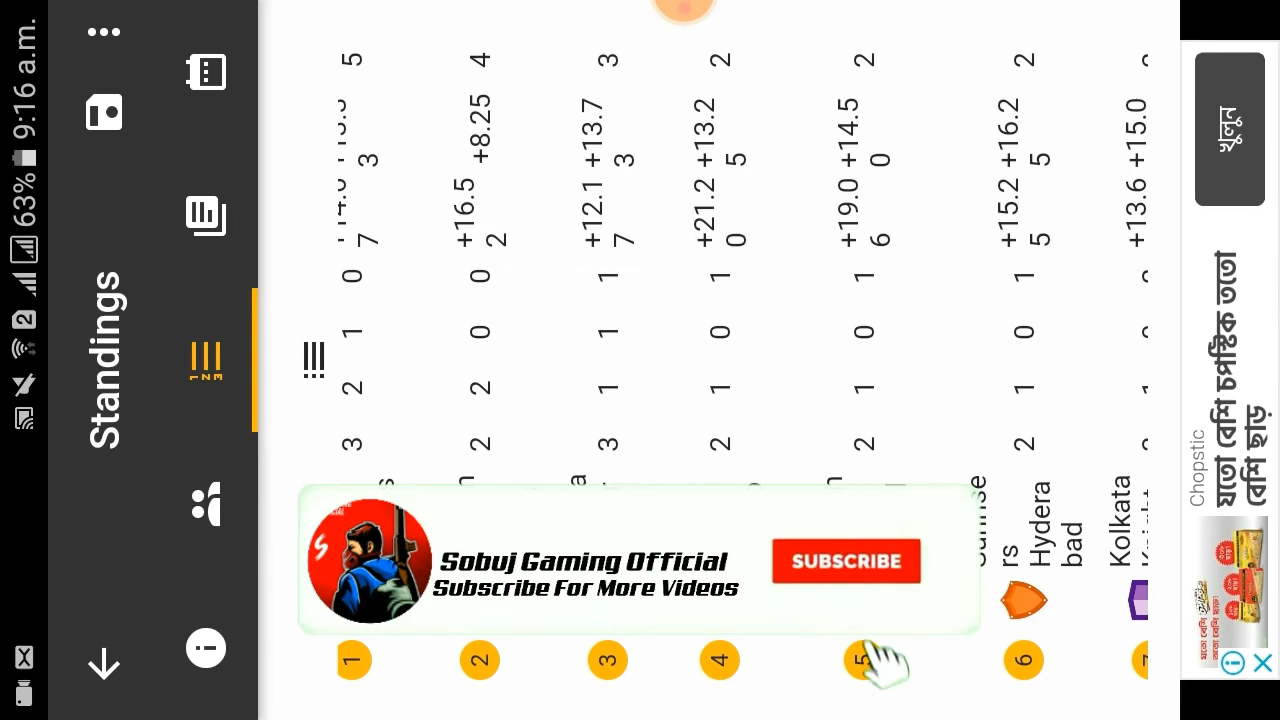 9:16 a.m.
63%
2
Standings
1 3 2 1 0 7 3 5
2 2 2 0 0 +16.5 +8.25 4
2
3 3 1 1 1 +12.1 +13.7 3
7 3
4 2 1 0 1 +21.2 +13.2 2
0 5
5 2 1 0 1 +19.0 +14.5 2
6 0
rs
6 Hydera 2 1 0 1 +15.2 +16.2 2
bad 5 5
Kolkata +13.6 +15.0
Sobuj Gaming Official
Subscribe For More Videos
SUBSCRIBE
Chopstic
যতো বেশি চপস্টিক ততো
বেশি ছাড়
খুলুন